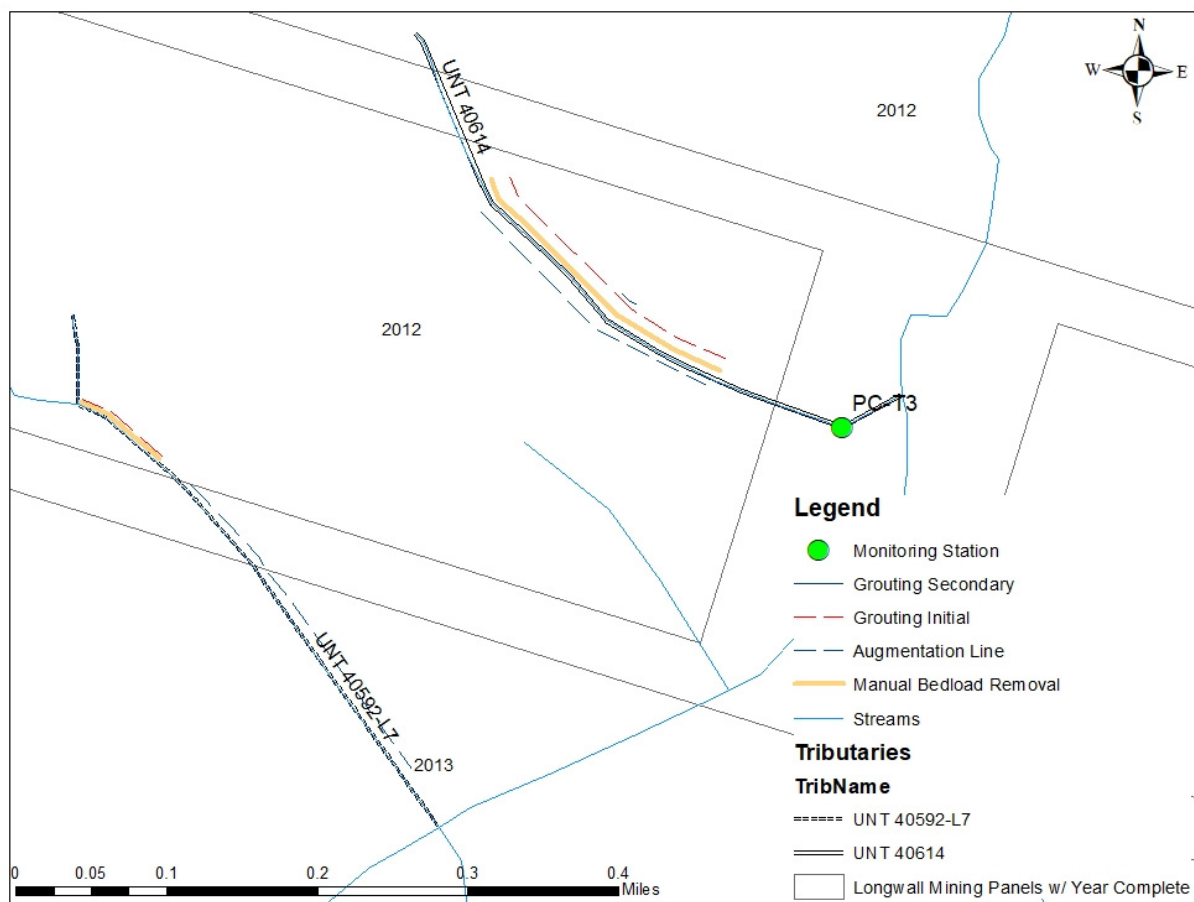 N
W E
S
2012
UNT 40614
2012
PC-T3
UNT 40592-L7
2013
Legend
Monitoring Station
Grouting Secondary
Grouting Initial
Augmentation Line
Manual Bedload Removal
Streams
Tributaries
TribName
UNT 40592-L7
UNT 40614
Longwall Mining Panels w/ Year Complete
0 0.05 0.1 0.2 0.3 0.4
Miles